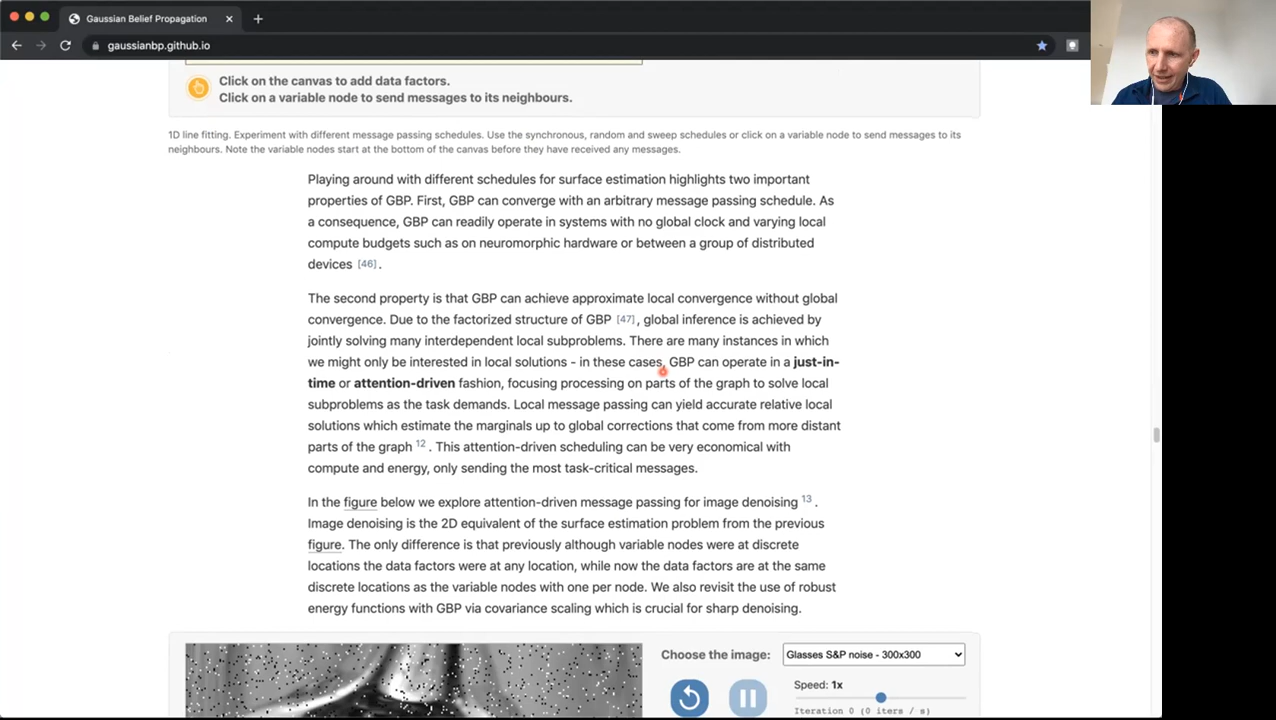 Gaussian Belief Propagation
gaussianbp.github.io
Click on the canvas to add data factors.
Click on a variable node to send messages to its neighbours.
1D line fitting. Experiment with different message passing schedules. Use the synchronous, random and sweep schedules or click on a variable node to send messages to its
neighbours. Note the variable nodes start at the bottom of the canvas before they have received any messages.
Playing around with different schedules for surface estimation highlights two important
properties of GBP. First, GBP can converge with an arbitrary message passing schedule. As
a consequence, GBP can readily operate in systems with no global clock and varying local
compute budgets such as on neuromorphic hardware or between a group of distributed
devices [46] .
The second property is that GBP can achieve approximate local convergence without global
convergence. Due to the factorized structure of GBP [47] , global inference is achieved by
jointly solving many interdependent local subproblems. There are many instances in which
we might only be interested in local solutions - in these cases, GBP can operate in a just-in-
time or attention-driven fashion, focusing processing on parts of the graph to solve local
subproblems as the task demands. Local message passing can yield accurate relative local
solutions which estimate the marginals up to global corrections that come from more distant
parts of the graph 12 . This attention-driven scheduling can be very economical with
compute and energy, only sending the most task-critical messages.
In the figure below we explore attention-driven message passing for image denoising 13 .
Image denoising is the 2D equivalent of the surface estimation problem from the previous
figure. The only difference is that previously although variable nodes were at discrete
locations the data factors were at any location, while now the data factors are at the same
discrete locations as the variable nodes with one per node. We also revisit the use of robust
energy functions with GBP via covariance scaling which is crucial for sharp denoising.
Choose the image: Glasses S&P noise - 300x300
Speed: 1x
Iteration 0 (0 iters / s)